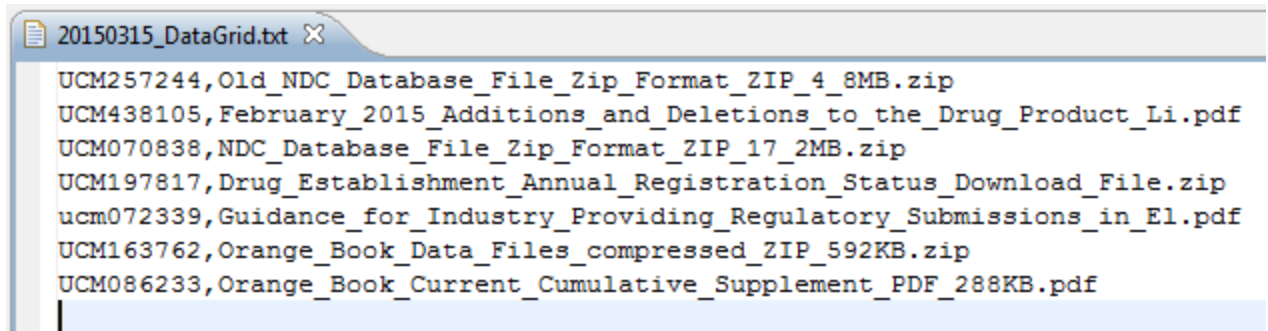 20150315_DataGrid.txt
UCM257244,Old_NDC_Database_File_Zip_Format_ZIP_4_8MB.zip
UCM438105,February_2015_Additions_and_Deletions_to_the_Drug_Product_Li.pdf
UCM070838,NDC_Database_File_Zip_Format_ZIP_17_2MB.zip
UCM197817,Drug_Establishment_Annual_Registration_Status_Download_File.zip
ucm072339,Guidance_for_Industry_Providing_Regulatory_Submissions_in_El.pdf
UCM163762,Orange_Book_Data_Files_compressed_ZIP_592KB.zip
UCM086233,Orange_Book_Current_Cumulative_Supplement_PDF_288KB.pdf